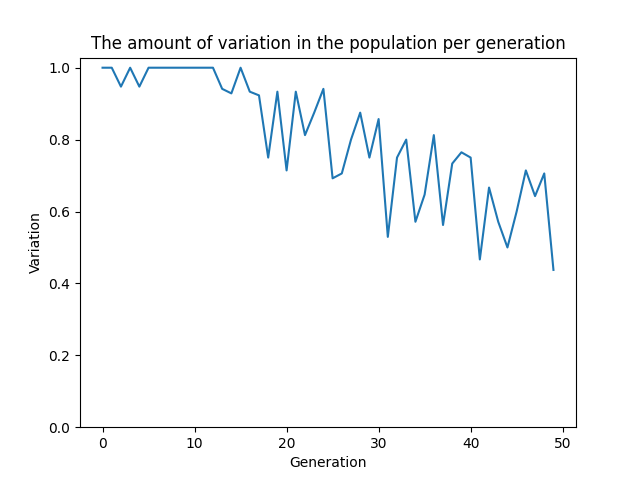 The amount of variation in the population per generation
1.0
0.8
0.6
0.4
0.2
0.0
Variation
0 10 20 30 40 50
Generation